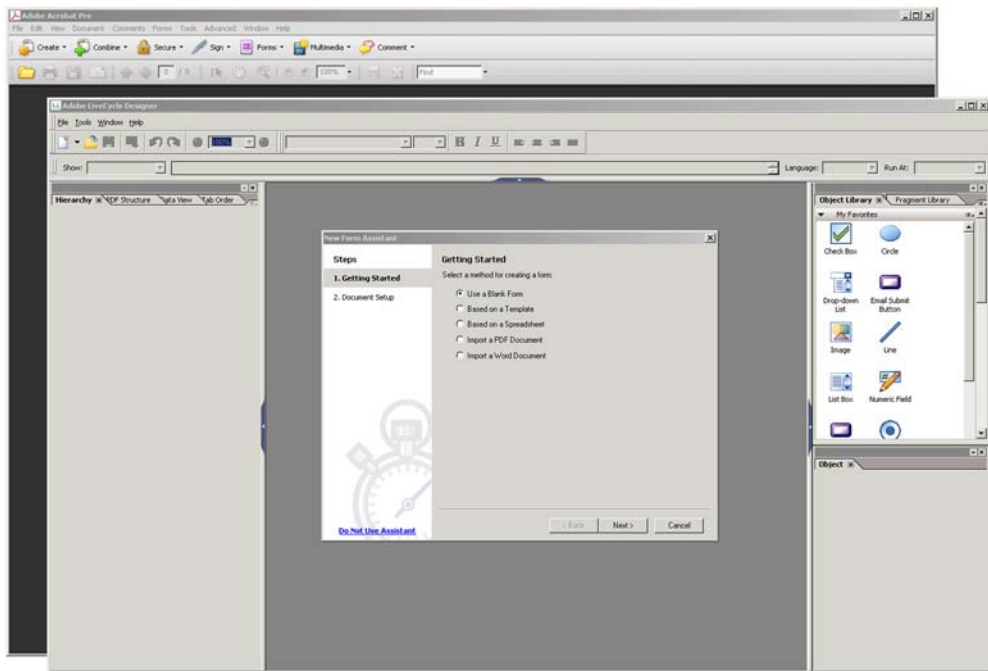 Adobe Acrobat Pro
File Edit View Document Comments Forms Tools Advanced Window Help
Create Combine Secure Sign Forms Multimedia Comment
0 / 0 100% Find
Adobe LiveCycle Designer
File Tools Window Help
100% B I U
Show: Language: Run At:
Hierarchy PDF Structure Data View Tab Order
Object Library Fragment Library
My Favorites
Check Box Circle
Drop-down List Email Submit Button
Image Line
List Box Numeric Field
Object
New Form Assistant
Steps
1. Getting Started
2. Document Setup
Do Not Use Assistant
Getting Started
Select a method for creating a form:
Use a Blank Form
Based on a Template
Based on a Spreadsheet
Import a PDF Document
Import a Word Document
< Back Next > Cancel